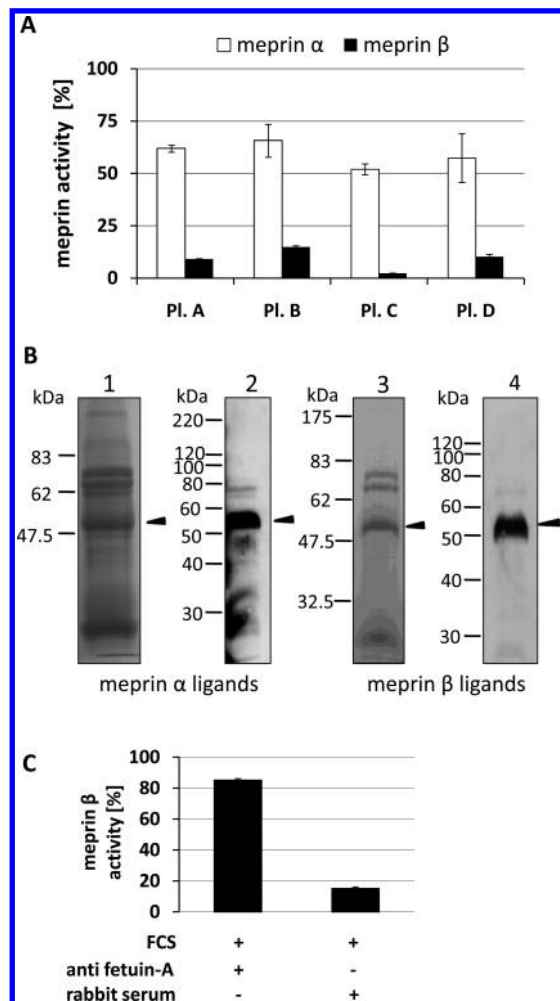 A
meprin α meprin β
meprin activity [%]
100
75
50
25
0
Pl. A Pl. B Pl. C Pl. D
B
1 2 3 4
kDa kDa kDa kDa
83
62
47.5
220
120
100
80
60
50
40
30
175
83
62
47.5
32.5
120
100
80
60
50
40
30
meprin α ligands meprin β ligands
C
meprin β
activity [%]
100
80
60
40
20
0
FCS + +
anti fetuin-A + -
rabbit serum - +